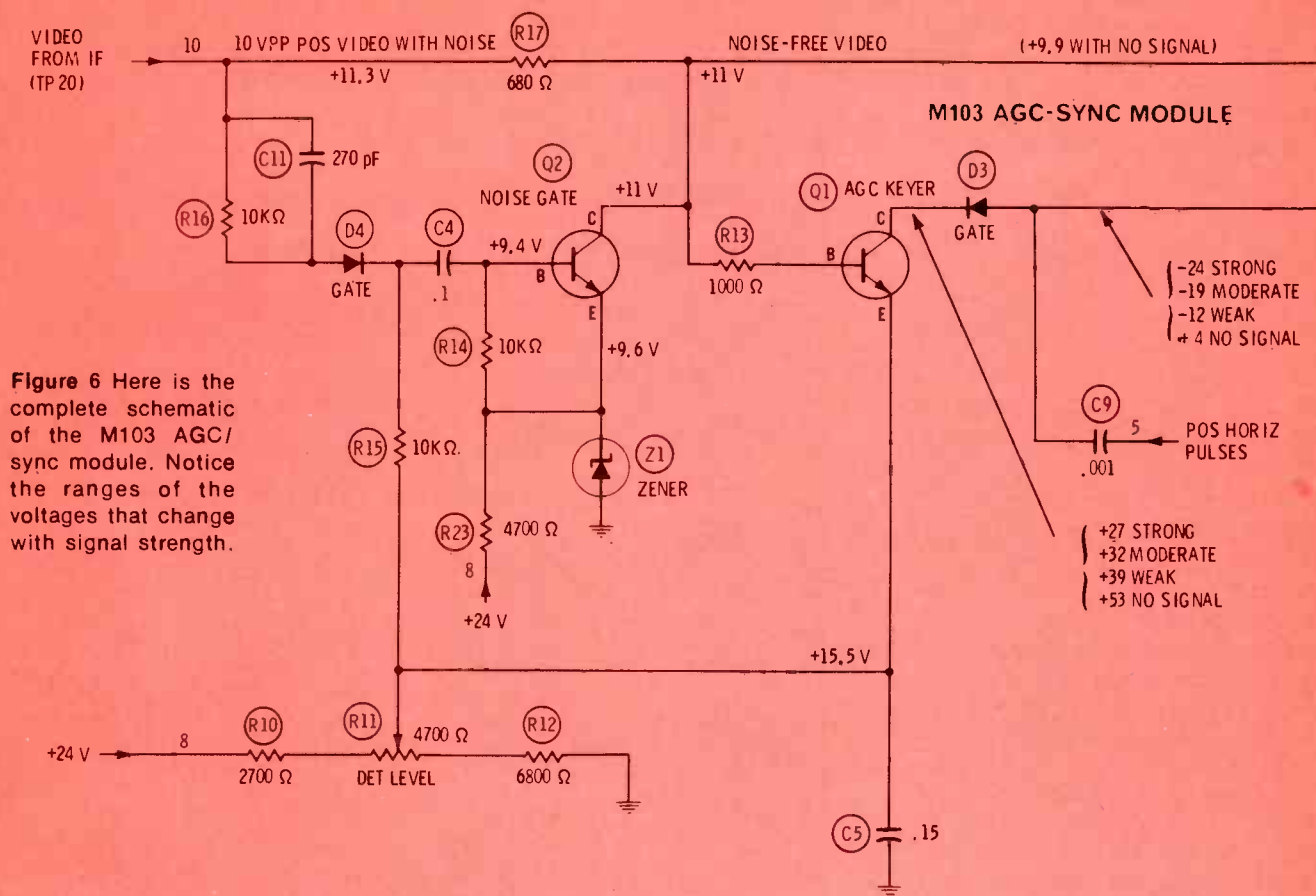 VIDEO FROM IF (TP 20)
10
10 VPP POS VIDEO WITH NOISE
+11.3 V
R17
680 Ω
NOISE-FREE VIDEO
+11 V
(+9.9 WITH NO SIGNAL)
M103 AGC-SYNC MODULE
C11
270 pF
R16
10KΩ
D4
GATE
C4
.1
+9.4 V
Q2
NOISE GATE
+11 V
C
B
E
R13
1000 Ω
Q1
AGC KEYER
C
B
E
D3
GATE
-24 STRONG
-19 MODERATE
-12 WEAK
+ 4 NO SIGNAL
R14
10KΩ
+9.6 V
Figure 6 Here is the
complete schematic
of the M103 AGC/
sync module. Notice
the ranges of the
voltages that change
with signal strength.
R15
10KΩ.
Z1
ZENER
C9
.001
5
POS HORIZ
PULSES
R23
4700 Ω
8
+24 V
+27 STRONG
+32 MODERATE
+39 WEAK
+53 NO SIGNAL
+15.5 V
+24 V
8
R10
2700 Ω
R11
4700 Ω
DET LEVEL
R12
6800 Ω
C5
.15